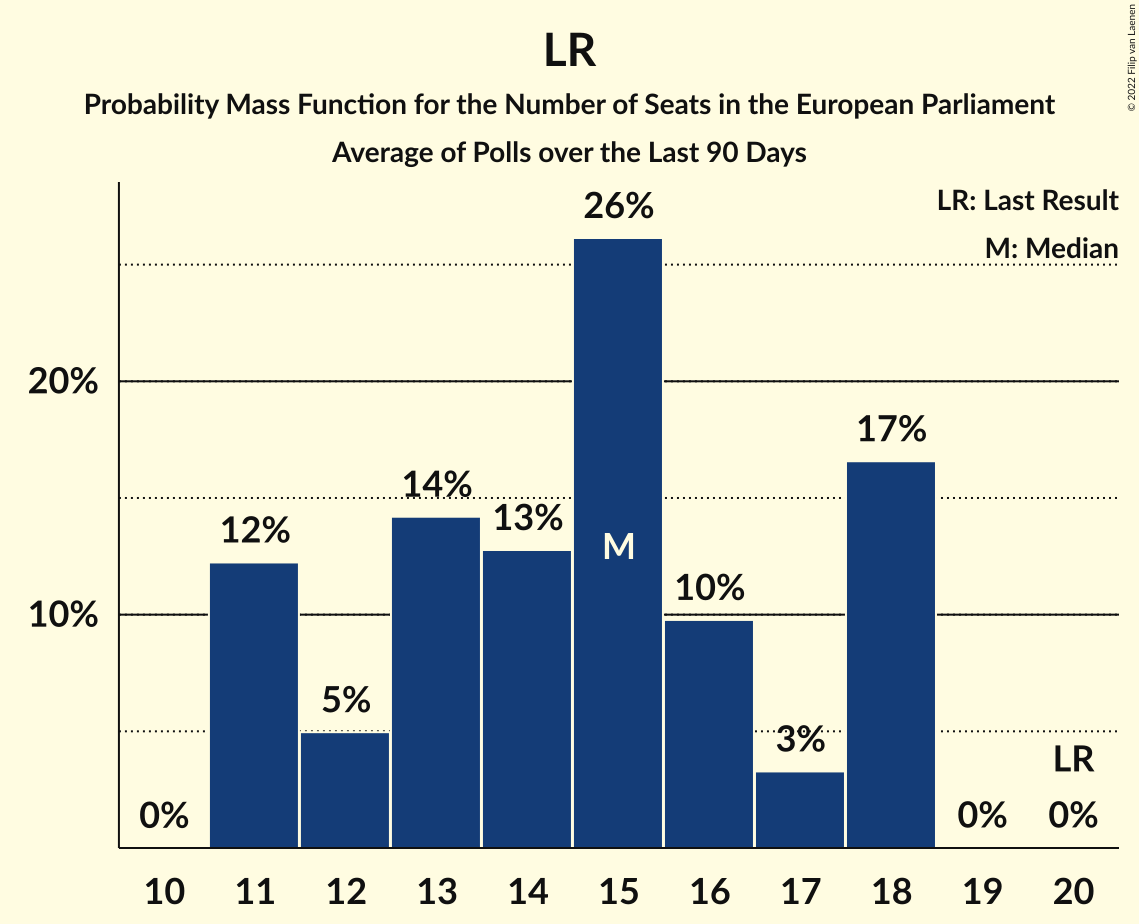 LR
Probability Mass Function for the Number of Seats in the European Parliament
Average of Polls over the Last 90 Days
© 2022 Filip van Laenen
LR: Last Result
M: Median
26%
20%
17%
14%
13%
12%
M
10%
10%
5%
3%
LR
0%
0%
0%
10 11 12 13 14 15 16 17 18 19 20